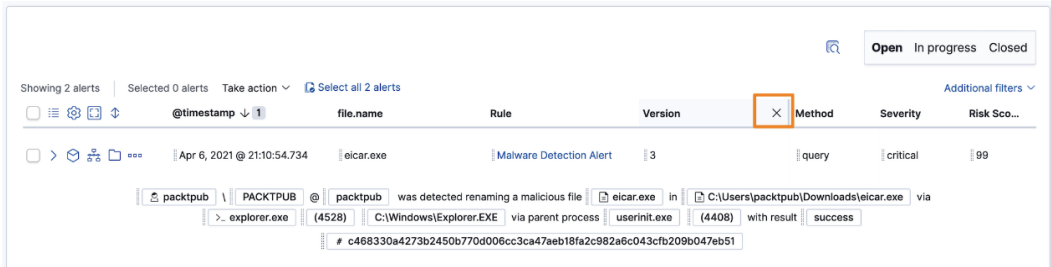 Open In progress Closed
Showing 2 alerts Selected 0 alerts Take action Select all 2 alerts Additional filters
@timestamp 1 file.name Rule Version Method Severity Risk Sco...
Apr 6, 2021 @ 21:10:54.734 eicar.exe Malware Detection Alert 3 query critical 99
packtpub \ PACKTPUB @ packtpub was detected renaming a malicious file eicar.exe in C:\Users\packtpub\Downloads\eicar.exe via
>_ explorer.exe (4528) C:\Windows\Explorer.EXE via parent process userinit.exe (4408) with result success
# c468330a4273b2450b770d006cc3ca47aeb18fa2c982a6c043cfb209b047eb51